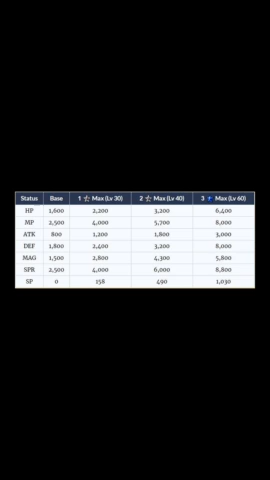 Status Base 1 ☆ Max (Lv 30) 2 ☆ Max (Lv 40) 3 ★ Max (Lv 60)
HP 1,600 2,200 3,200 6,400
MP 2,500 4,000 5,700 8,000
ATK 800 1,200 1,800 3,000
DEF 1,800 2,400 3,200 8,000
MAG 1,500 2,800 4,300 5,800
SPR 2,500 4,000 6,000 8,800
SP 0 158 490 1,030